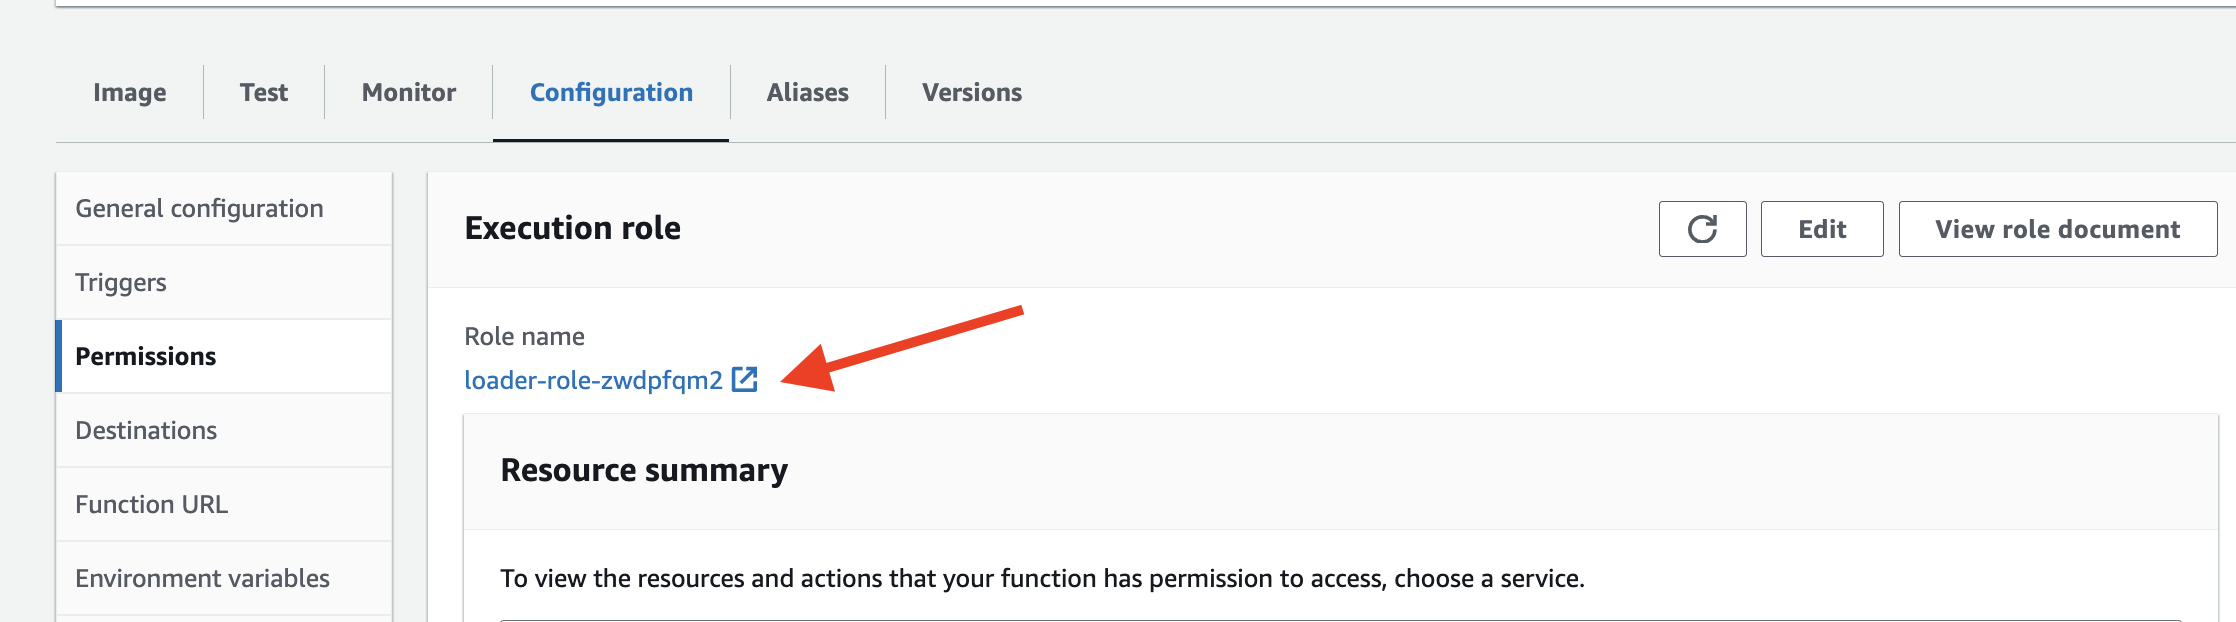 Image
Test
Monitor
Configuration
Aliases
Versions
General configuration
Triggers
Permissions
Destinations
Function URL
Environment variables
Execution role
Edit
View role document
Role name
loader-role-zwdpfqm2
Resource summary
To view the resources and actions that your function has permission to access, choose a service.